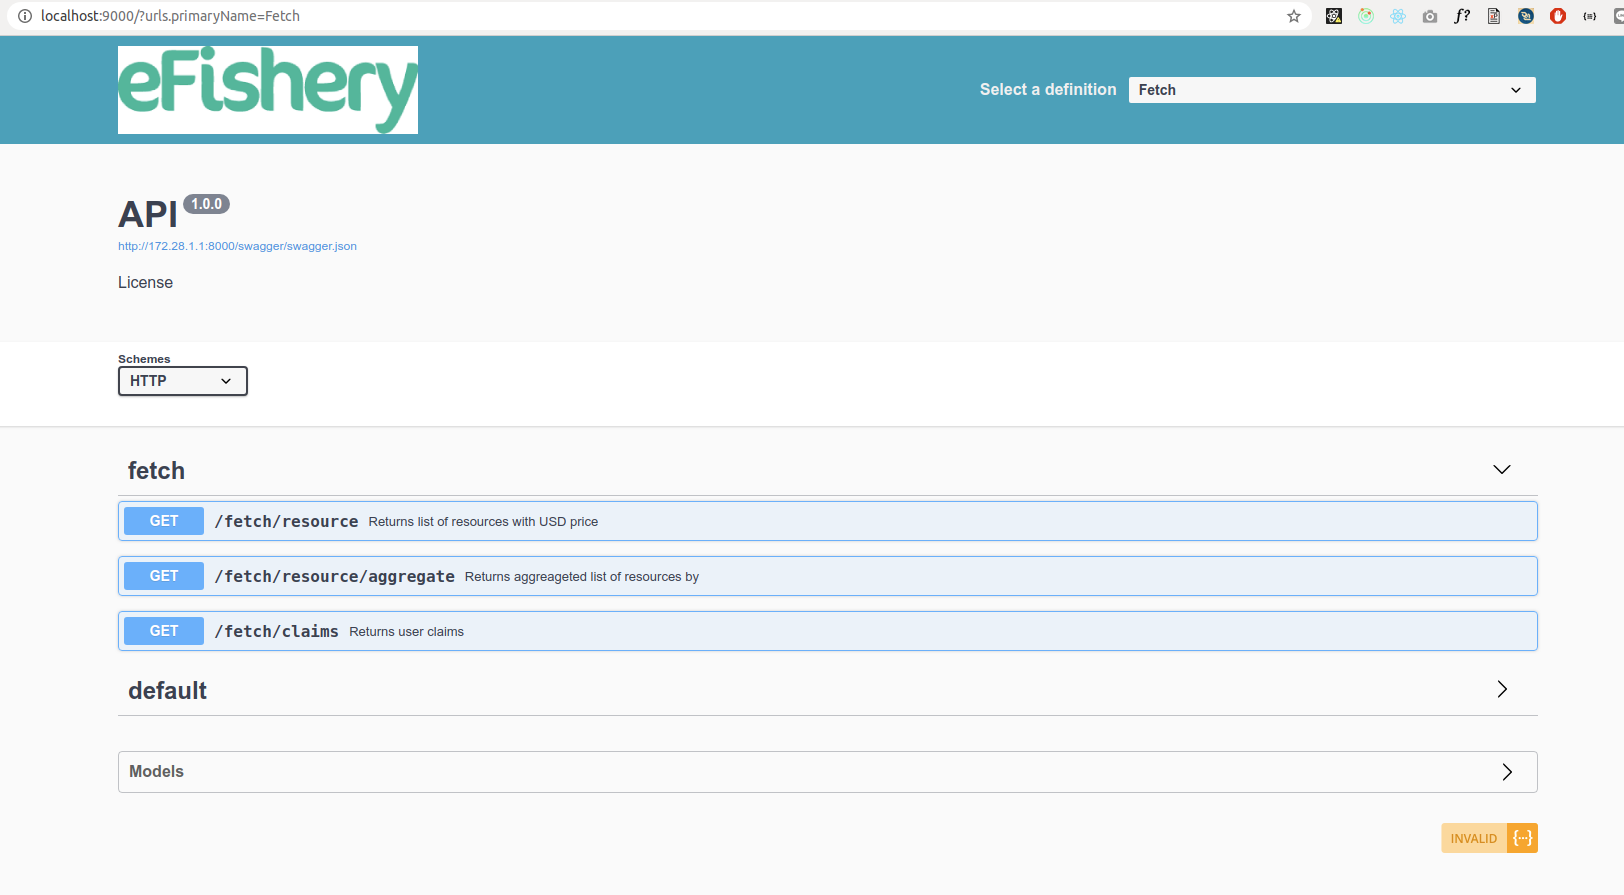 localhost:9000/?urls.primaryName=Fetch
f?
eFishery
Select a definition
Fetch
API 1.0.0
http://172.28.1.1:8000/swagger/swagger.json
License
Schemes
HTTP
fetch
GET /fetch/resource Returns list of resources with USD price
GET /fetch/resource/aggregate Returns aggreageted list of resources by
GET /fetch/claims Returns user claims
default
Models
INVALID {...}